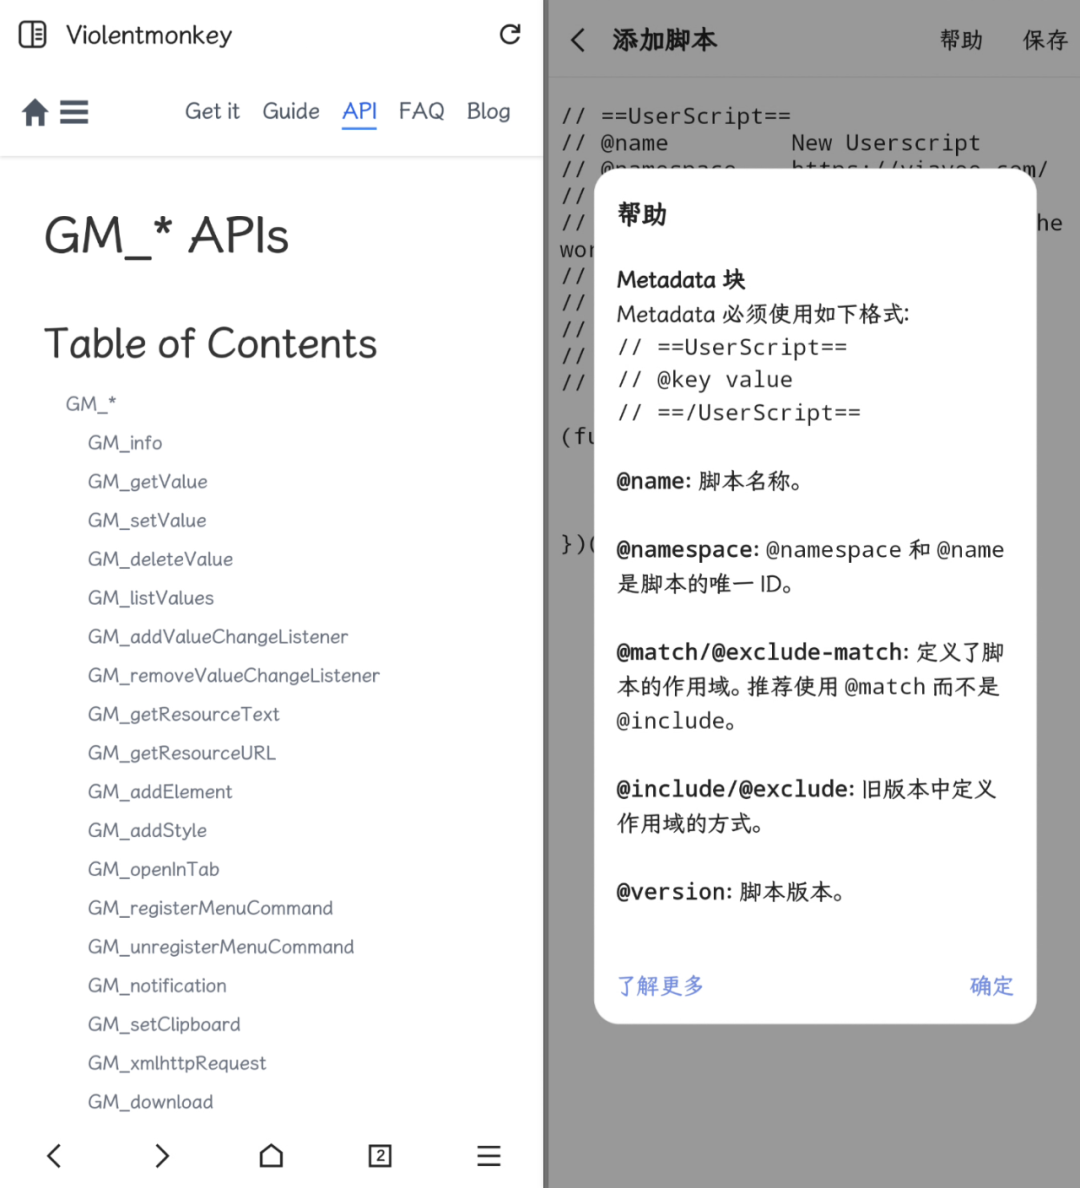 Violentmonkey
Get it Guide API FAQ Blog
GM_* APIs
Table of Contents
GM_*
GM_info
GM_getValue
GM_setValue
GM_deleteValue
GM_listValues
GM_addValueChangeListener
GM_removeValueChangeListener
GM_getResourceText
GM_getResourceURL
GM_addElement
GM_addStyle
GM_openInTab
GM_registerMenuCommand
GM_unregisterMenuCommand
GM_notification
GM_setClipboard
GM_xmlhttpRequest
GM_download
2
添加脚本 帮助 保存
// ==UserScript==
// @name New Userscript
// @namespace https://viayoo.com/
//
// he
wor
//
//
//
//
//
(fu
})(
帮助
Metadata 块
Metadata 必须使用如下格式:
// ==UserScript==
// @key value
// ==/UserScript==
@name: 脚本名称。
@namespace: @namespace 和 @name
是脚本的唯一 ID。
@match/@exclude-match: 定义了脚
本的作用域。推荐使用 @match 而不是
@include。
@include/@exclude: 旧版本中定义
作用域的方式。
@version: 脚本版本。
了解更多 确定